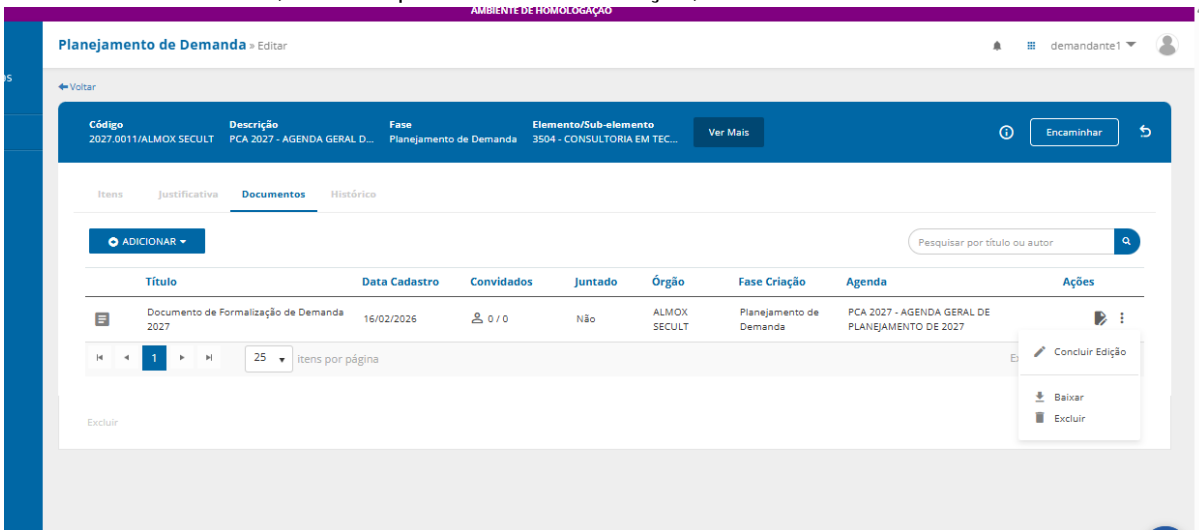 AMBIENTE DE HOMOLOGAÇÃO
Planejamento de Demanda » Editar
demandante1
os
Voltar
Código
2027.0011/ALMOX SECULT
Descrição
PCA 2027 - AGENDA GERAL D...
Fase
Planejamento de Demanda
Elemento/Sub-elemento
3504 - CONSULTORIA EM TEC...
Ver Mais
Encaminhar
Itens Justificativa Documentos Histórico
ADICIONAR
Pesquisar por título ou autor
Título Data Cadastro Convidados Juntado Órgão Fase Criação Agenda Ações
Documento de Formalização de Demanda
2027
16/02/2026
0 / 0
Não
ALMOX
SECULT
Planejamento de
Demanda
PCA 2027 - AGENDA GERAL DE
PLANEJAMENTO DE 2027
1
25 itens por página
Concluir Edição
Baixar
Excluir
Excluir